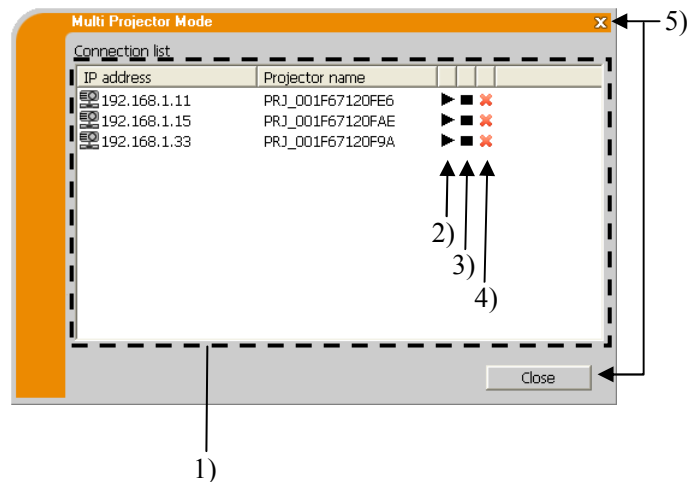 Multi Projector Mode
5)
Connection list
IP address Projector name
192.168.1.11 PRJ_001F67120FE6
192.168.1.15 PRJ_001F67120FAE
192.168.1.33 PRJ_001F67120F9A
2)
3)
4)
Close
1)